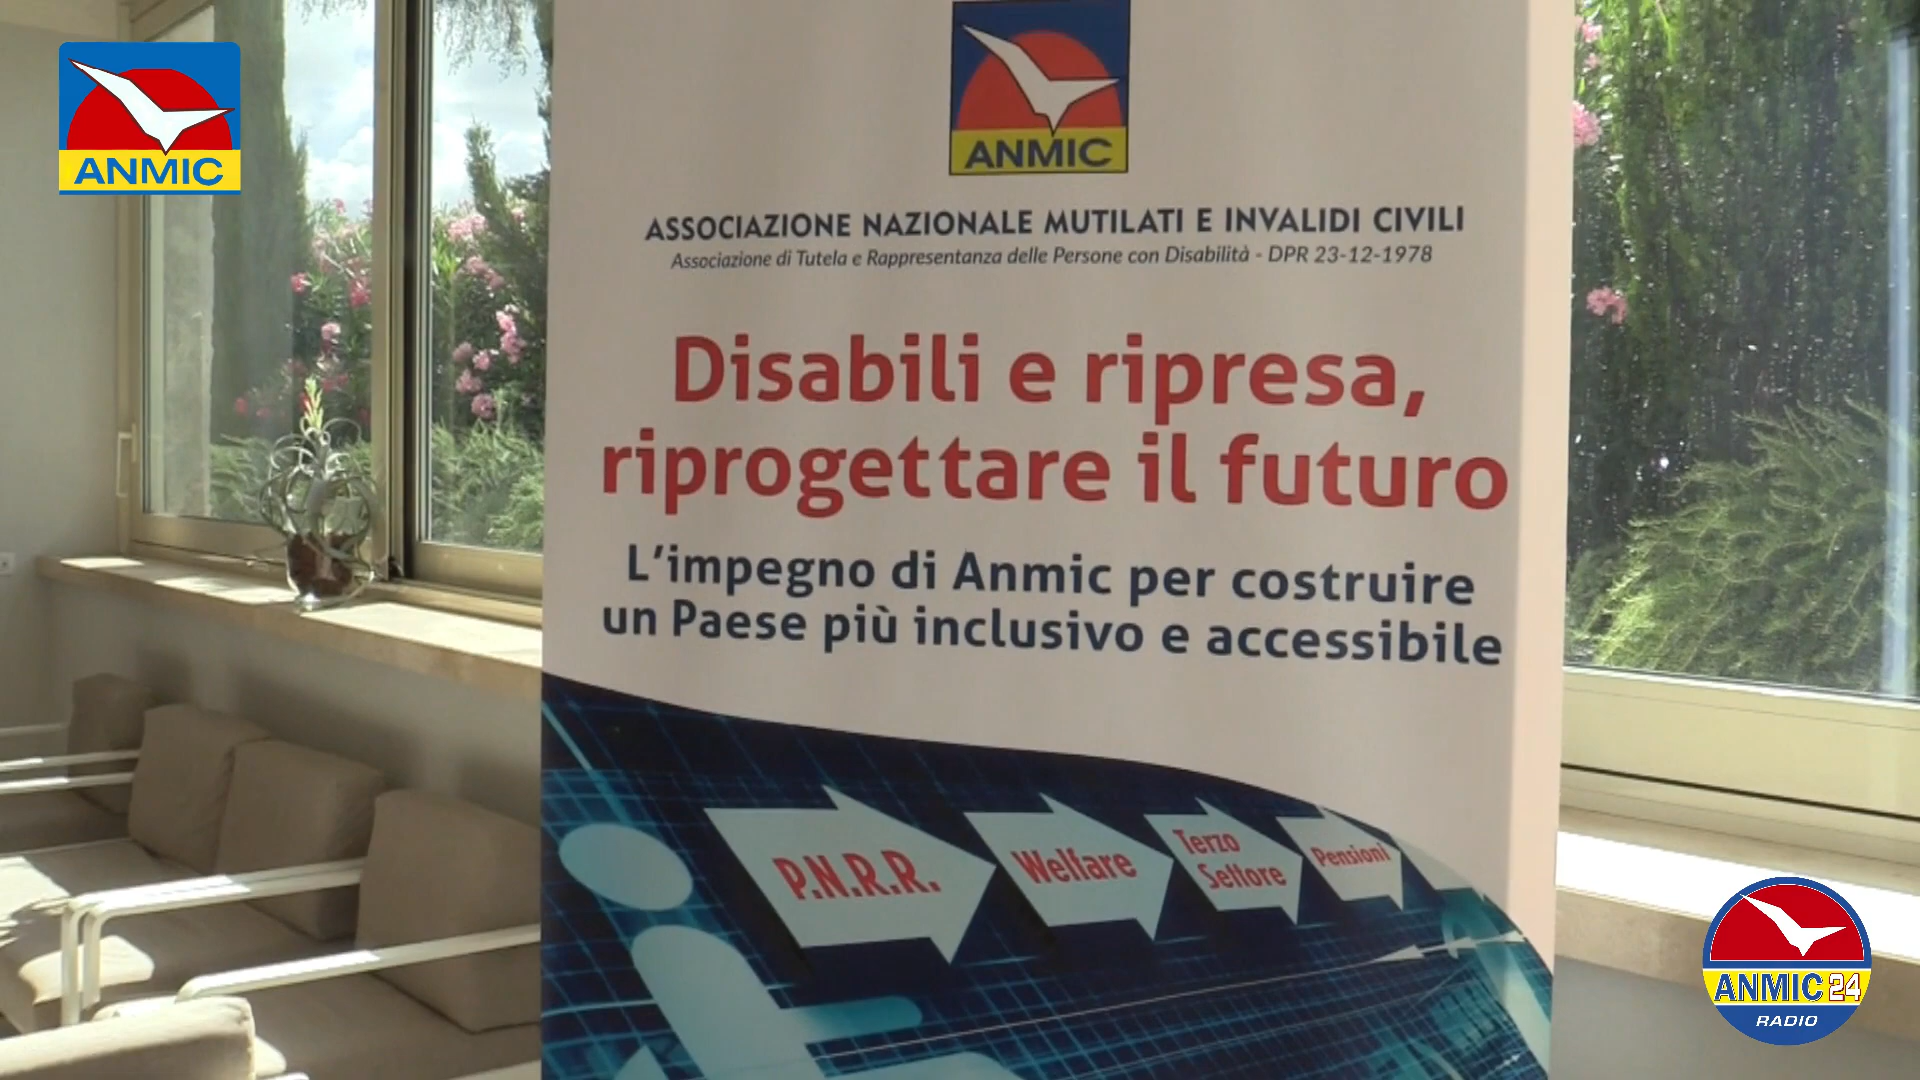 ANMIC
ANMIC
ASSOCIAZIONE NAZIONALE MUTILATI E INVALIDI CIVILI
Associazione di Tutela e Rappresentanza delle Persone con Disabilità - DPR 23-12-1978
Disabili e ripresa,
riprogettare il futuro
L'impegno di Anmic per costruire
un Paese più inclusivo e accessibile
P.N.R.R.
Welfare
Terzo
Settore
Pensioni
ANMIC 24
RADIO